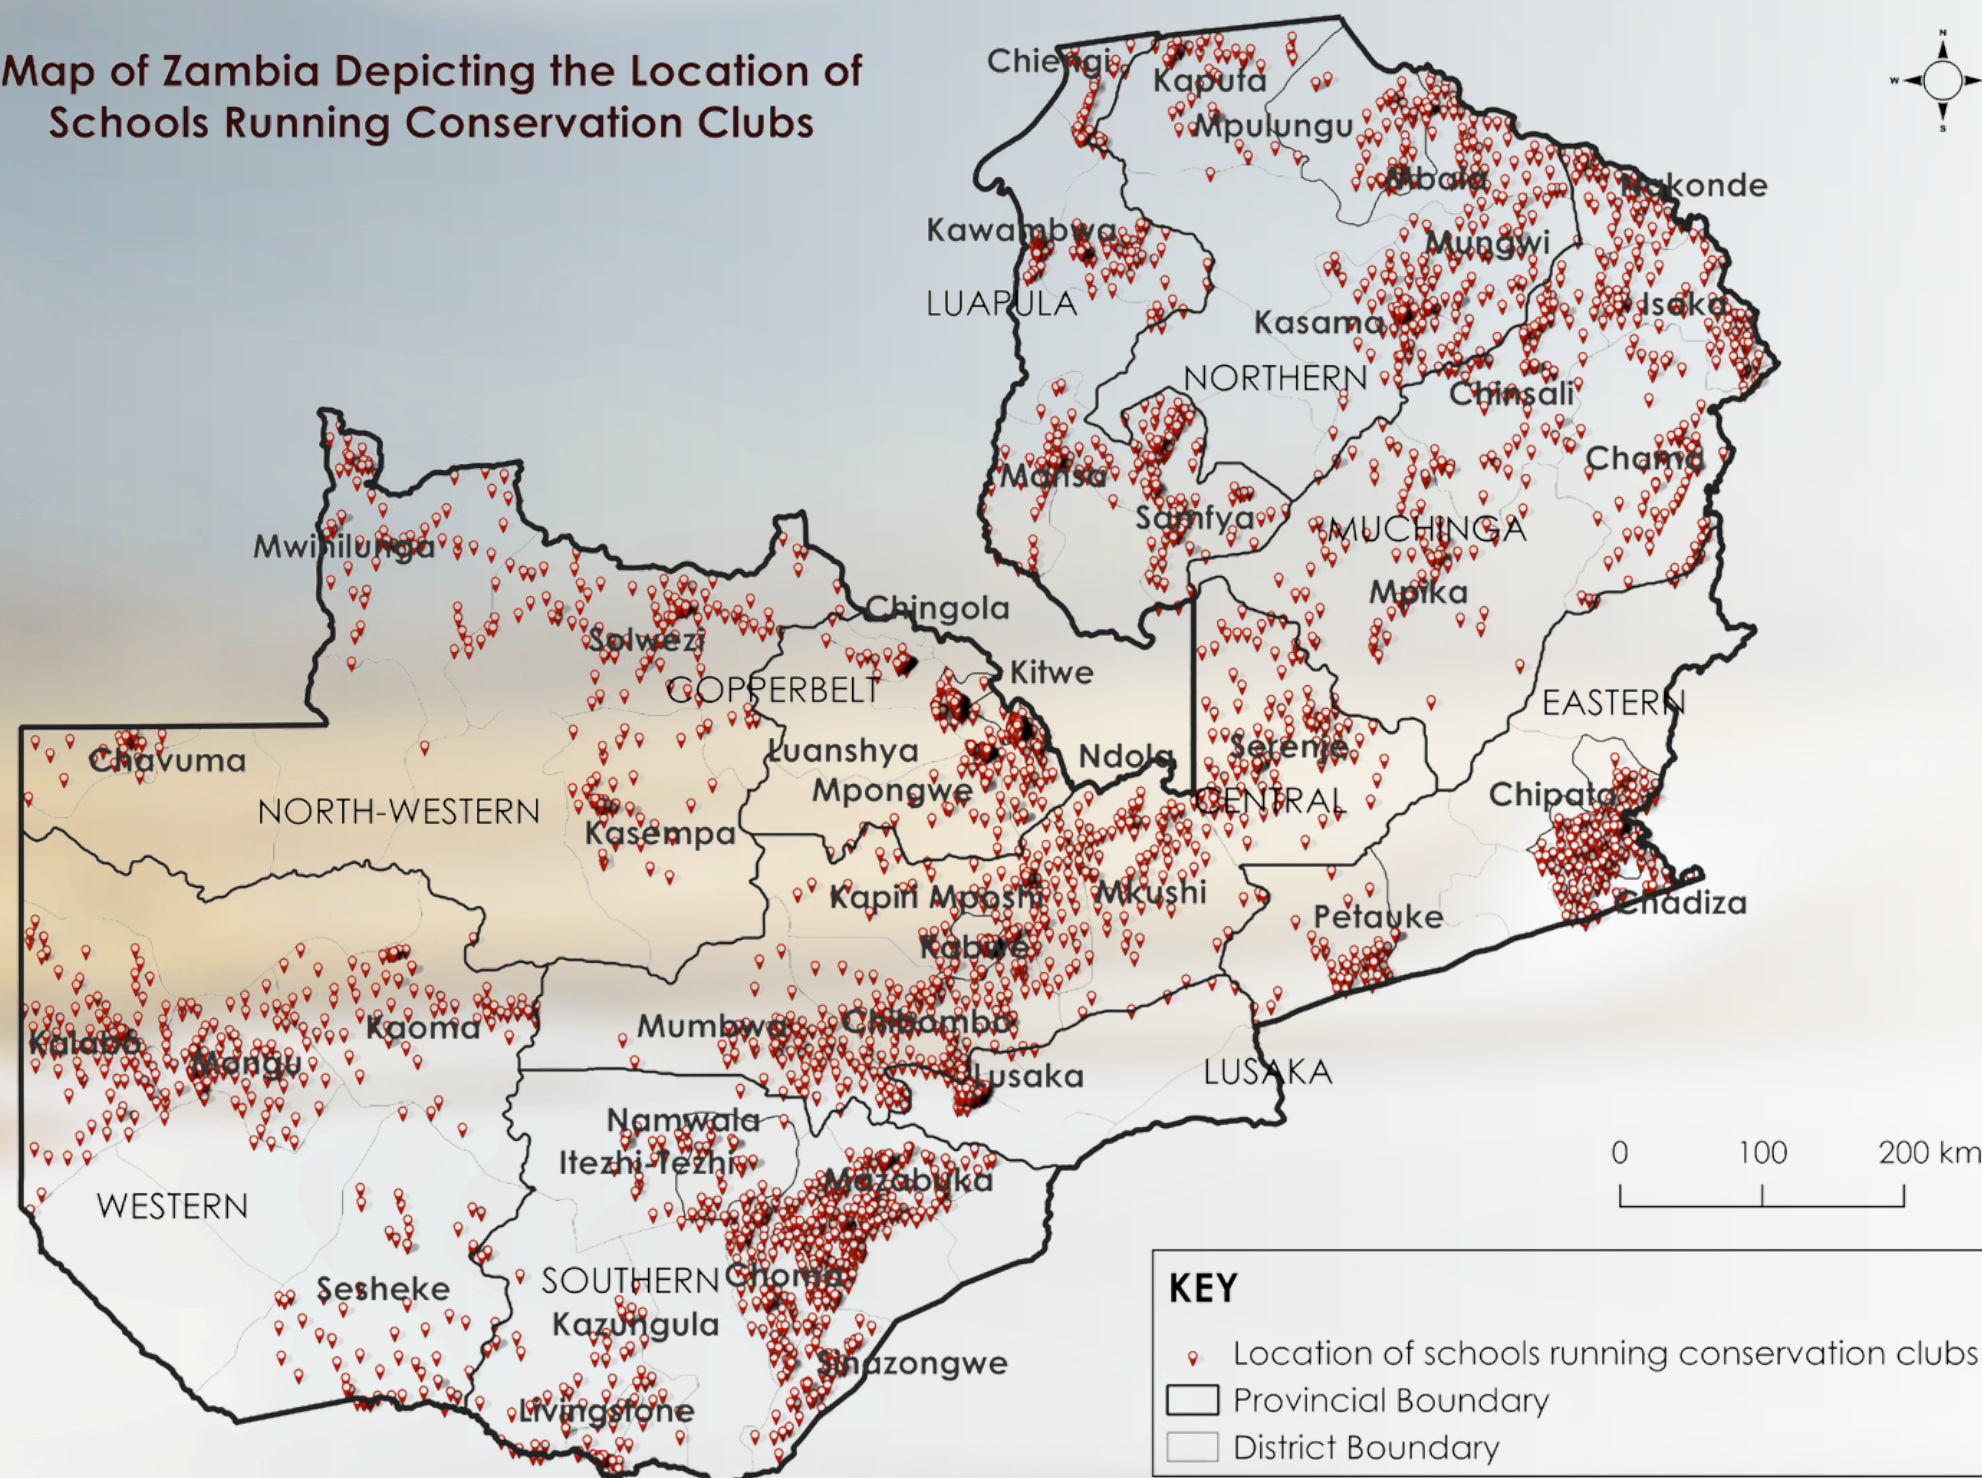 Map of Zambia Depicting the Location of
Schools Running Conservation Clubs
N
W
S
Chiengi
Kaputa
Mpulungu
Mbala
Nakonde
Kawambwa
Mungwi
LUAPULA
Isoka
Kasama
NORTHERN
Chinsali
Chama
Mansa
Samfya
MUCHINGA
Mwinilunga
Mpika
Chingola
Solwezi
Kitwe
COPPERBELT
EASTERN
Luanshya
Ndola
Serenje
Chavuma
Mpongwe
Chipata
CENTRAL
NORTH-WESTERN
Kasempa
Kapiri Mposhi
Mkushi
Chadiza
Petauke
Kabwe
Kaoma
Mumbwa
Chibombo
Kalabo
Mongu
Lusaka
LUSAKA
Namwala
Itezhi-Tezhi
Mazabuka
WESTERN
Sesheke
SOUTHERN
Choma
Kazungula
Sinazongwe
Livingstone
0 100 200 km
KEY
Location of schools running conservation clubs
Provincial Boundary
District Boundary